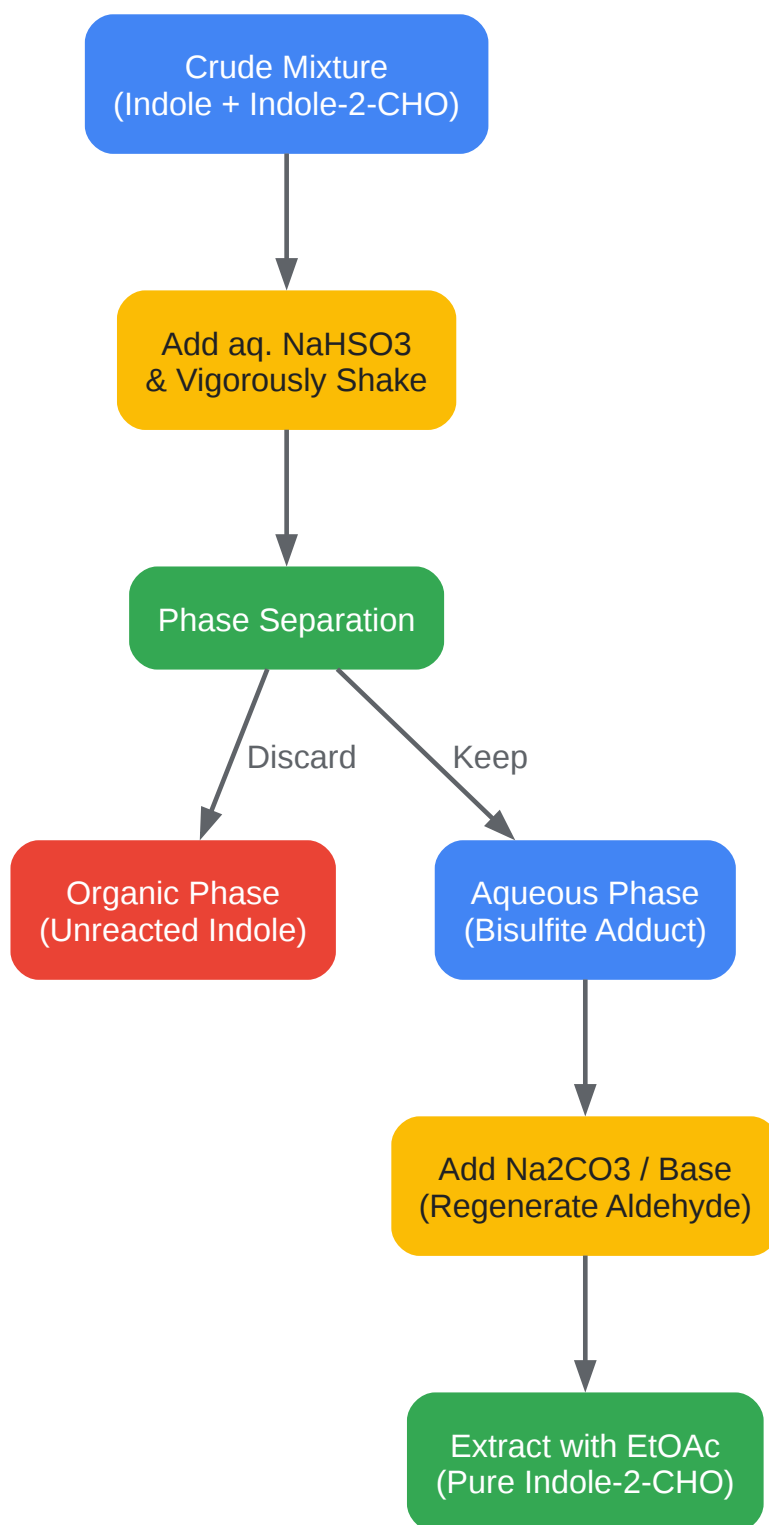 Crude Mixture
(Indole + Indole-2-CHO)
Add aq. NaHSO3
& Vigorously Shake
Phase Separation
Discard
Keep
Organic Phase
(Unreacted Indole)
Aqueous Phase
(Bisulfite Adduct)
Add Na2CO3 / Base
(Regenerate Aldehyde)
Extract with EtOAc
(Pure Indole-2-CHO)